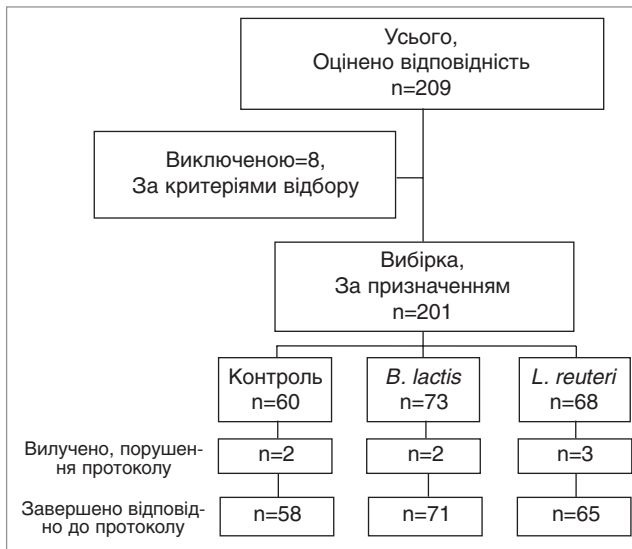 Усього,
Оцінено відповідність
n=209
Виключеною=8,
За критеріями відбору
Вибірка,
За призначенням
n=201
Контроль
n=60
B. lactis
n=73
L. reuteri
n=68
Вилучено, порушен-
ня протоколу
n=2
n=2
n=3
Завершено відповід-
но до протоколу
n=58
n=71
n=65